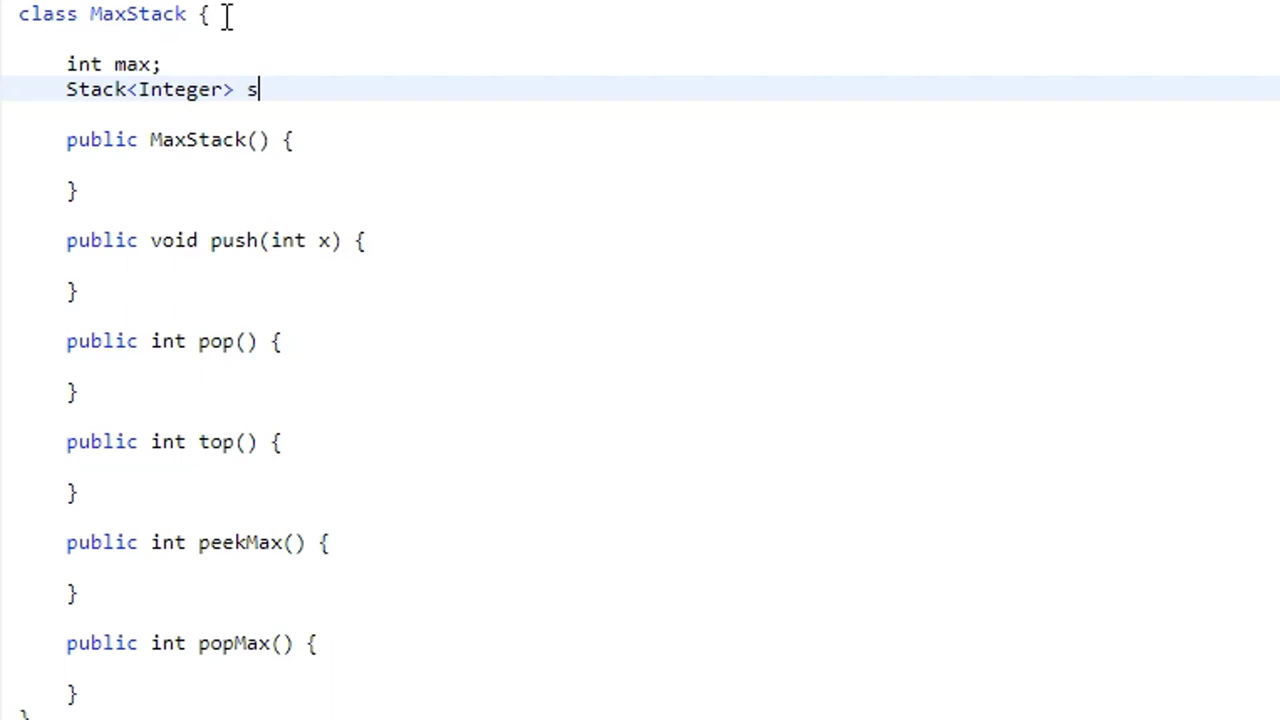 class MaxStack {
int max;
Stack<Integer> s
public MaxStack() {
}
public void push(int x) {
}
public int pop() {
}
public int top() {
}
public int peekMax() {
}
public int popMax() {
}
}